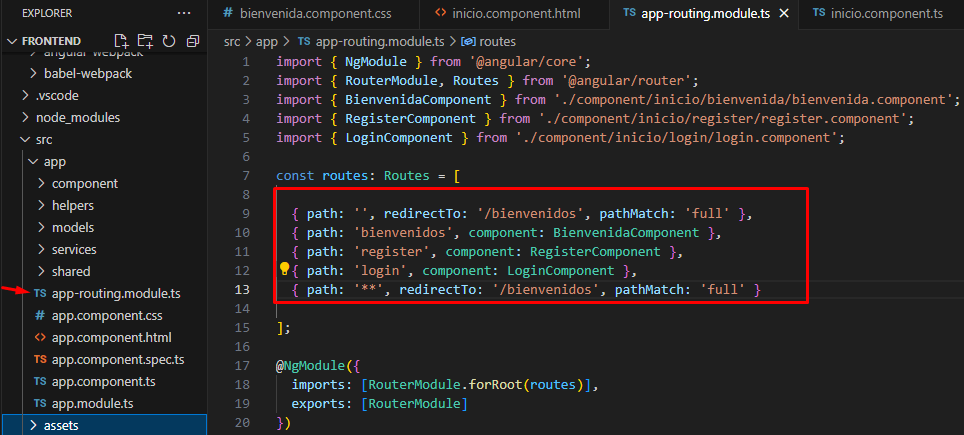 EXPLORER ···
bienvenida.component.css inicio.component.html app-routing.module.ts inicio.component.ts
FRONTEND
angular-webpack
babel-webpack
.vscode
node_modules
src
app
component
helpers
models
services
shared
app-routing.module.ts
app.component.css
app.component.html
app.component.spec.ts
app.component.ts
app.module.ts
assets
src > app > TS app-routing.module.ts > routes
1 import { NgModule } from '@angular/core';
2 import { RouterModule, Routes } from '@angular/router';
3 import { BienvenidaComponent } from './component/inicio/bienvenida/bienvenida.component';
4 import { RegisterComponent } from './component/inicio/register/register.component';
5 import { LoginComponent } from './component/inicio/login/login.component';
6
7 const routes: Routes = [
8
9 { path: '', redirectTo: '/bienvenidos', pathMatch: 'full' },
10 { path: 'bienvenidos', component: BienvenidaComponent },
11 { path: 'register', component: RegisterComponent },
12 { path: 'login', component: LoginComponent },
13 { path: '**', redirectTo: '/bienvenidos', pathMatch: 'full' }
14
15 ];
16
17 @NgModule({
18 imports: [RouterModule.forRoot(routes)],
19 exports: [RouterModule]
20 })